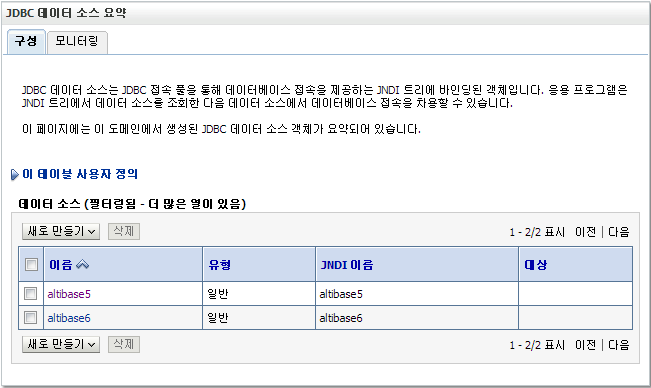 JDBC 데이터 소스 요약
구성 모니터링
JDBC 데이터 소스는 JDBC 접속 풀을 통해 데이터베이스 접속을 제공하는 JNDI 트리에 바인딩된 객체입니다. 응용 프로그램은
JNDI 트리에서 데이터 소스를 조회한 다음 데이터 소스에서 데이터베이스 접속을 차용할 수 있습니다.
이 페이지에는 이 도메인에서 생성된 JDBC 데이터 소스 객체가 요약되어 있습니다.
이 테이블 사용자 정의
데이터 소스 (필터링됨 - 더 많은 열이 있음)
새로 만들기 삭제 1 - 2/2 표시 이전 | 다음
이름 유형 JNDI 이름 대상
altibase5 일반 altibase5
altibase6 일반 altibase6
새로 만들기 삭제 1 - 2/2 표시 이전 | 다음